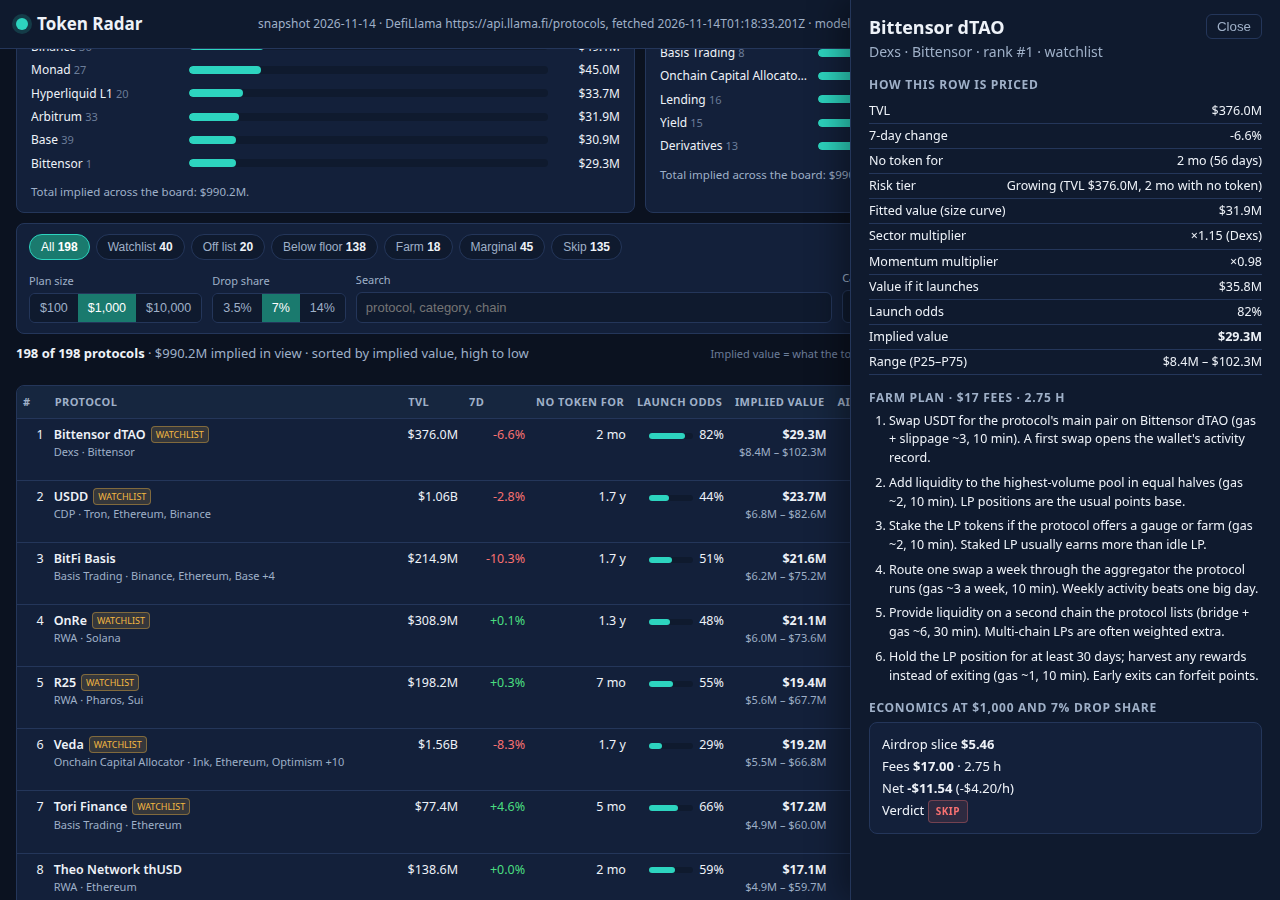 Token Radar
snapshot 2026-11-14 · DefiLlama https://api.llama.fi/protocols, fetched 2026-11-14T01:18:33.201Z · model
Monad 27 $45.0M
Hyperliquid L1 20 $33.7M
Arbitrum 33 $31.9M
Base 39 $30.9M
Bittensor 1 $29.3M
Total implied across the board: $990.2M.
Basis Trading 8
Onchain Capital Allocato...
Lending 16
Yield 15
Derivatives 13
Total implied across the board: $990
All 198 Watchlist 40 Off list 20 Below floor 138 Farm 18 Marginal 45 Skip 135
Plan size Drop share Search
$100 $1,000 $10,000 3.5% 7% 14% protocol, category, chain
198 of 198 protocols · $990.2M implied in view · sorted by implied value, high to low
Implied value = what the to
# PROTOCOL TVL 7D NO TOKEN FOR LAUNCH ODDS IMPLIED VALUE AI
1 Bittensor dTAO WATCHLIST $376.0M -6.6% 2 mo 82% $29.3M
Dexs · Bittensor $8.4M – $102.3M
2 USDD WATCHLIST $1.06B -2.8% 1.7 y 44% $23.7M
CDP · Tron, Ethereum, Binance $6.8M – $82.6M
3 BitFi Basis $214.9M -10.3% 1.7 y 51% $21.6M
Basis Trading · Binance, Ethereum, Base +4 $6.2M – $75.2M
4 OnRe WATCHLIST $308.9M +0.1% 1.3 y 48% $21.1M
RWA · Solana $6.0M – $73.6M
5 R25 WATCHLIST $198.2M +0.3% 7 mo 55% $19.4M
RWA · Pharos, Sui $5.6M – $67.7M
6 Veda WATCHLIST $1.56B -8.3% 1.7 y 29% $19.2M
Onchain Capital Allocator · Ink, Ethereum, Optimism +10 $5.5M – $66.8M
7 Tori Finance WATCHLIST $77.4M +4.6% 5 mo 66% $17.2M
Basis Trading · Ethereum $4.9M – $60.0M
8 Theo Network thUSD $138.6M +0.0% 2 mo 59% $17.1M
RWA · Ethereum $4.9M – $59.7M
Bittensor dTAO Close
Dexs · Bittensor · rank #1 · watchlist
HOW THIS ROW IS PRICED
TVL $376.0M
7-day change -6.6%
No token for 2 mo (56 days)
Risk tier Growing (TVL $376.0M, 2 mo with no token)
Fitted value (size curve) $31.9M
Sector multiplier ×1.15 (Dexs)
Momentum multiplier ×0.98
Value if it launches $35.8M
Launch odds 82%
Implied value $29.3M
Range (P25–P75) $8.4M – $102.3M
FARM PLAN · $17 FEES · 2.75 H
1. Swap USDT for the protocol's main pair on Bittensor dTAO (gas
+ slippage ~3, 10 min). A first swap opens the wallet's activity
record.
2. Add liquidity to the highest-volume pool in equal halves (gas
~2, 10 min). LP positions are the usual points base.
3. Stake the LP tokens if the protocol offers a gauge or farm (gas
~2, 10 min). Staked LP usually earns more than idle LP.
4. Route one swap a week through the aggregator the protocol
runs (gas ~3 a week, 10 min). Weekly activity beats one big day.
5. Provide liquidity on a second chain the protocol lists (bridge +
gas ~6, 30 min). Multi-chain LPs are often weighted extra.
6. Hold the LP position for at least 30 days; harvest any rewards
instead of exiting (gas ~1, 10 min). Early exits can forfeit points.
ECONOMICS AT $1,000 AND 7% DROP SHARE
Airdrop slice $5.46
Fees $17.00 · 2.75 h
Net -$11.54 (-$4.20/h)
Verdict SKIP